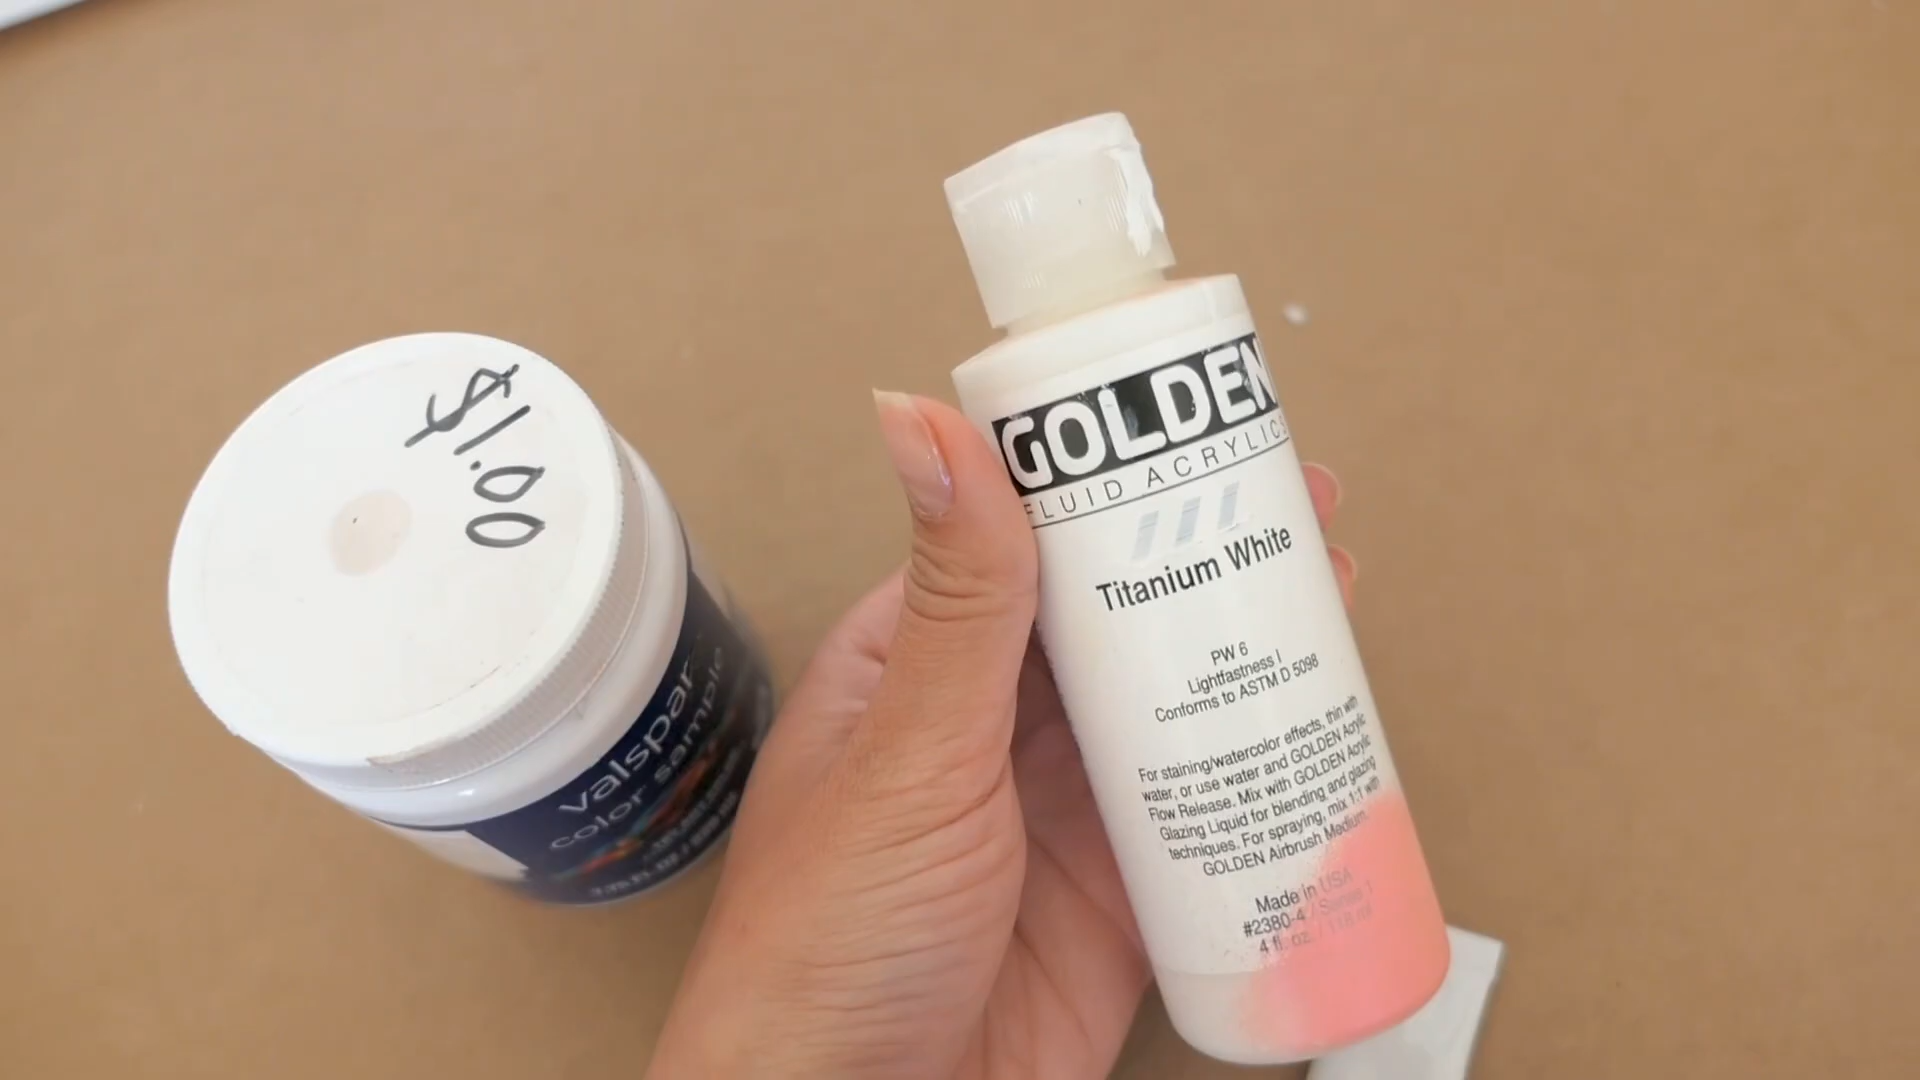 $1.00
valspar
color sample
GOLDEN
FLUID ACRYLICS
Titanium White
PW 6
Lightfastness I
Conforms to ASTM D 5098
For staining/watercolor effects, thin with
water, or use water and GOLDEN Acrylic
Flow Release. Mix with GOLDEN Acrylic
Glazing Liquid for blending and glazing
techniques. For spraying, mix 1:1 with
GOLDEN Airbrush Medium.
Made in USA
#2380-4 / Series 1
4 fl. oz. / 118 ml